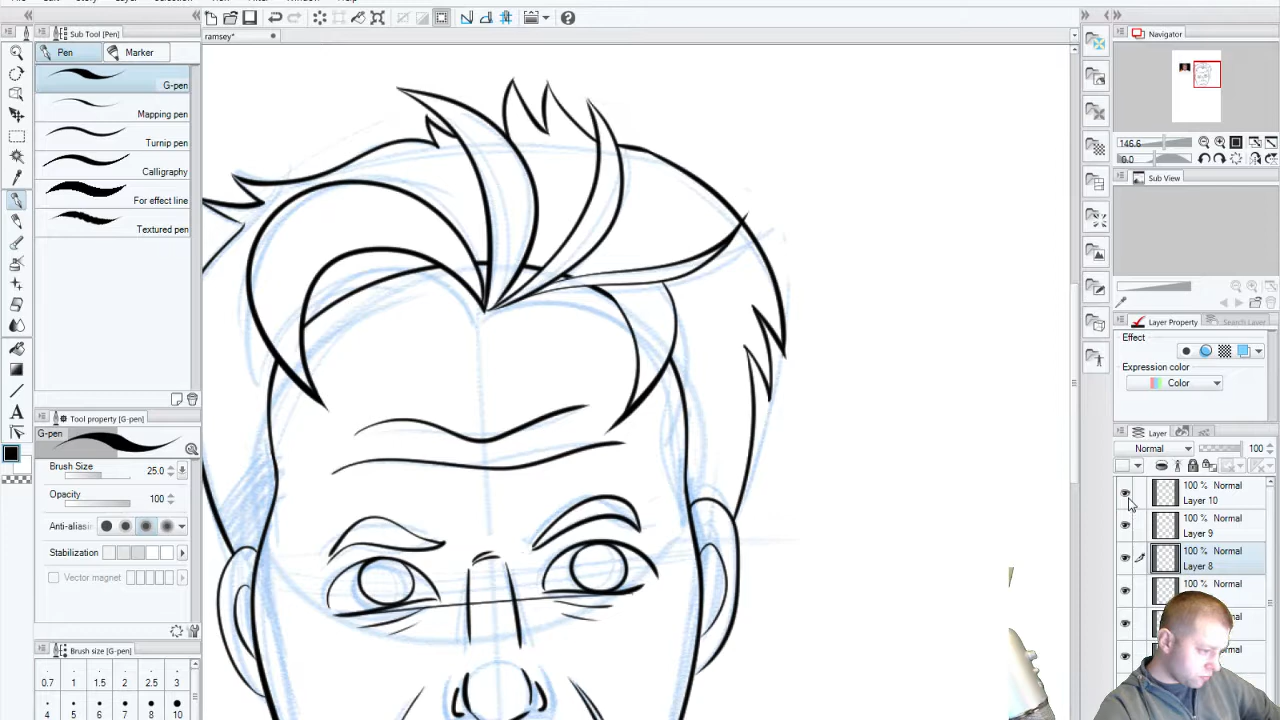 Sub Tool [Pen]
ramsey*
Navigator
Pen
Marker
G-pen
Mapping pen
Turnip pen
Calligraphy
For effect line
Textured pen
146.6
0.0
Sub View
Layer Property
Search Layer
Effect
Expression color
Color
Tool property [G-pen]
G-pen
Layer
Normal
100
Brush Size
25.0
Opacity
100
Anti-aliasing
Stabilization
Vector magnet
100 % Normal
Layer 10
100 % Normal
Layer 9
100 % Normal
Layer 8
100 % Normal
Brush size [G-pen]
0.7 1 1.5 2 2.5 3
4 5 6 7 8 10